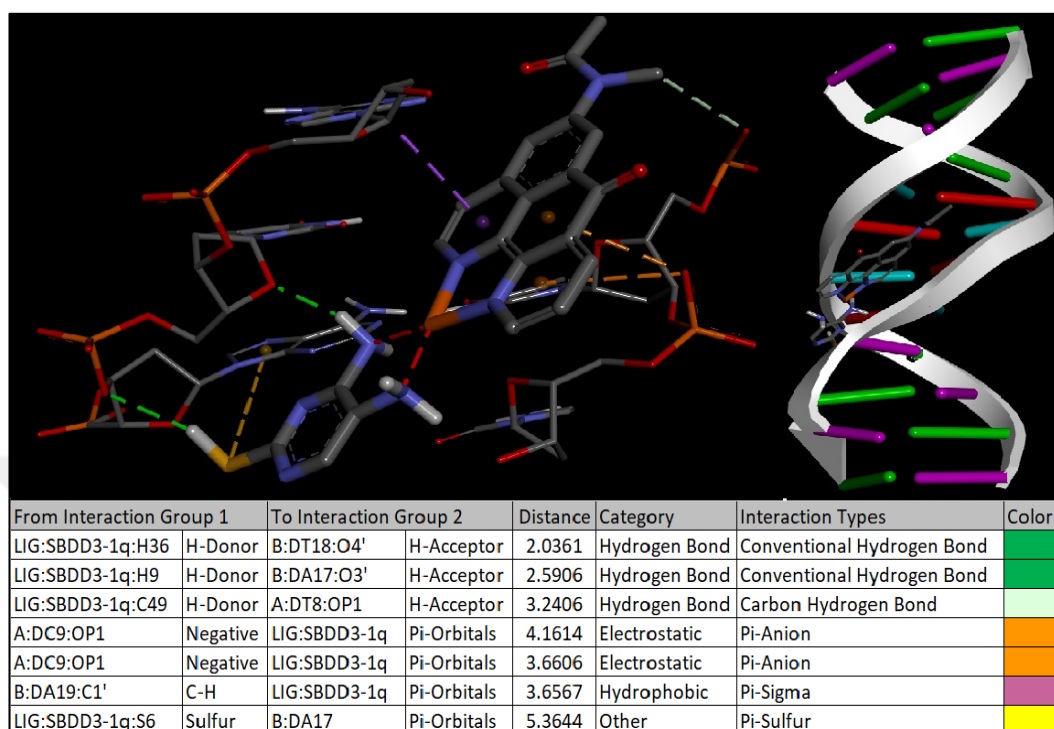 From Interaction Group 1 To Interaction Group 2 Distance Category Interaction Types Color
LIG:SBDD3-1q:H36 H-Donor B:DT18:O4' H-Acceptor 2.0361 Hydrogen Bond Conventional Hydrogen Bond
LIG:SBDD3-1q:H9 H-Donor B:DA17:O3' H-Acceptor 2.5906 Hydrogen Bond Conventional Hydrogen Bond
LIG:SBDD3-1q:C49 H-Donor A:DT8:OP1 H-Acceptor 3.2406 Hydrogen Bond Carbon Hydrogen Bond
A:DC9:OP1 Negative LIG:SBDD3-1q Pi-Orbitals 4.1614 Electrostatic Pi-Anion
A:DC9:OP1 Negative LIG:SBDD3-1q Pi-Orbitals 3.6606 Electrostatic Pi-Anion
B:DA19:C1' C-H LIG:SBDD3-1q Pi-Orbitals 3.6567 Hydrophobic Pi-Sigma
LIG:SBDD3-1q:S6 Sulfur B:DA17 Pi-Orbitals 5.3644 Other Pi-Sulfur